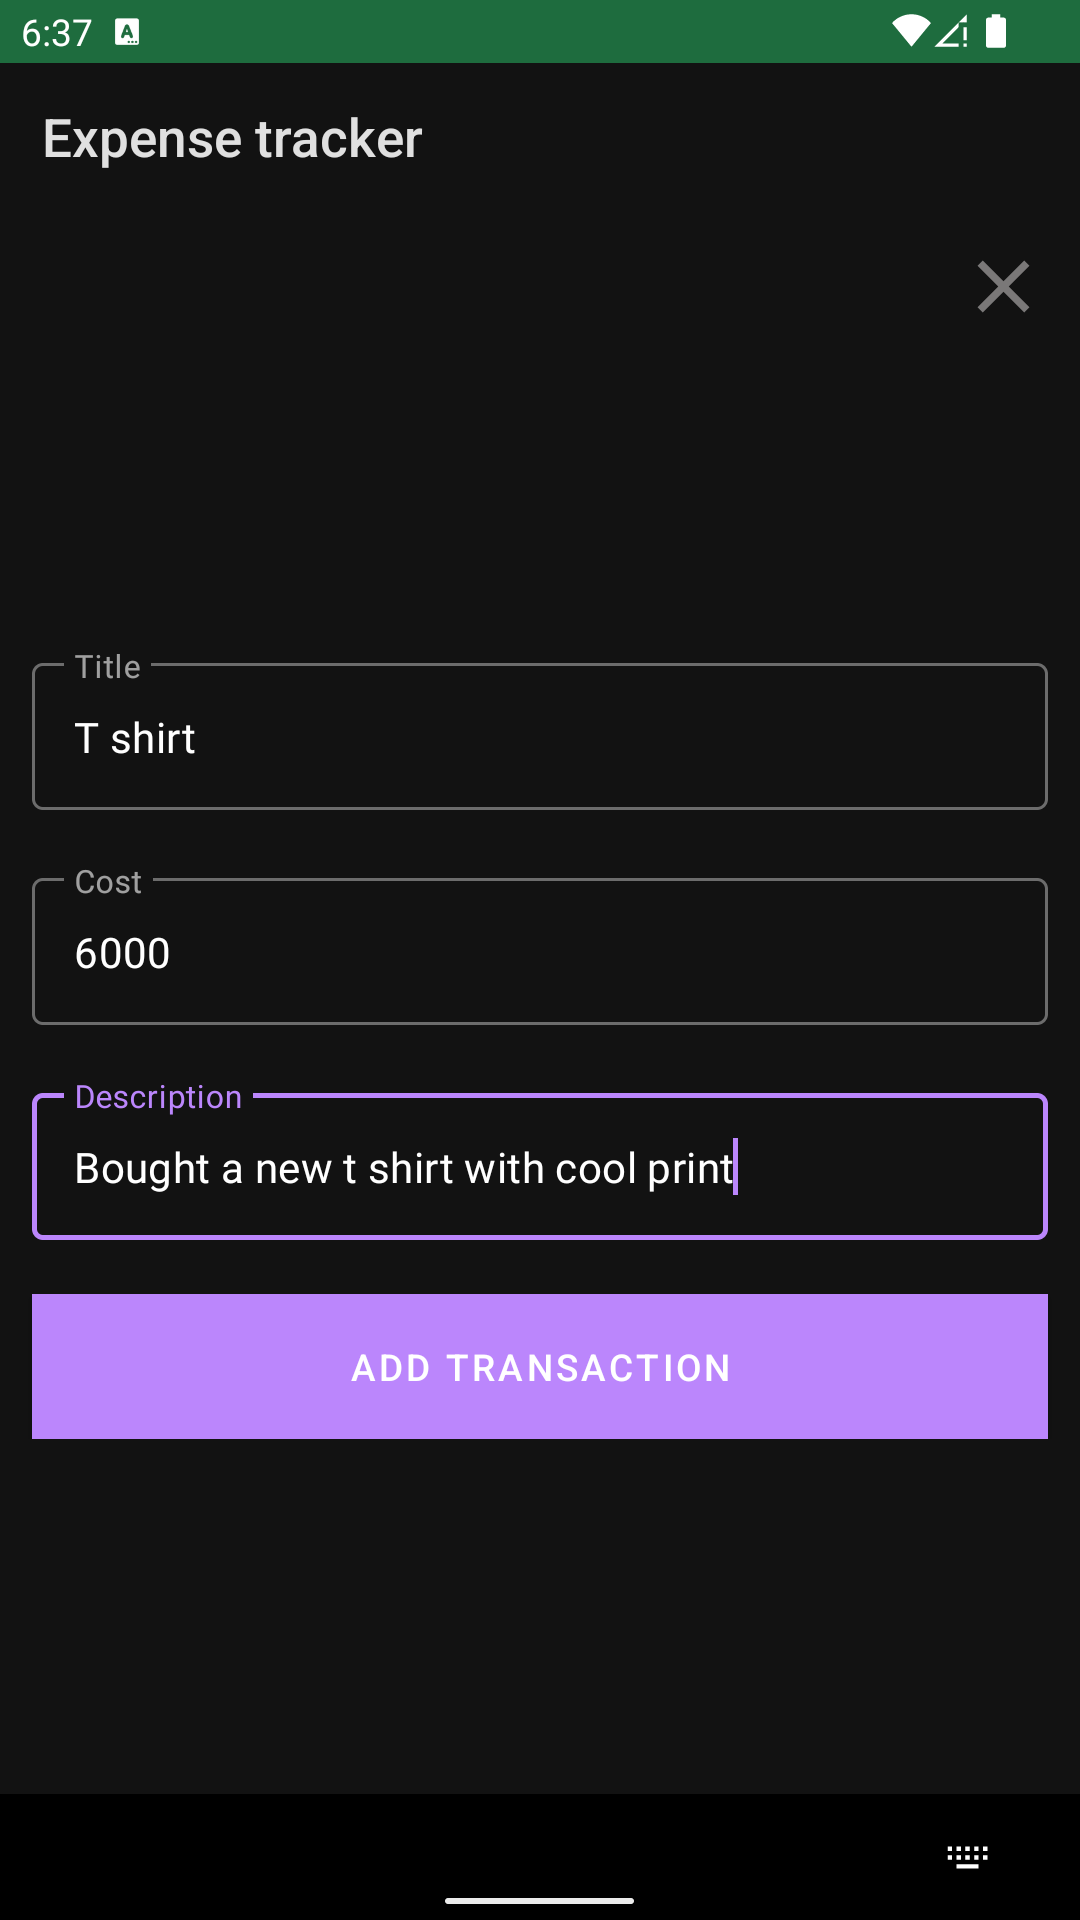 6:37
Expense tracker
Title
T shirt
Cost
6000
Description
Bought a new t shirt with cool print
ADD TRANSACTION